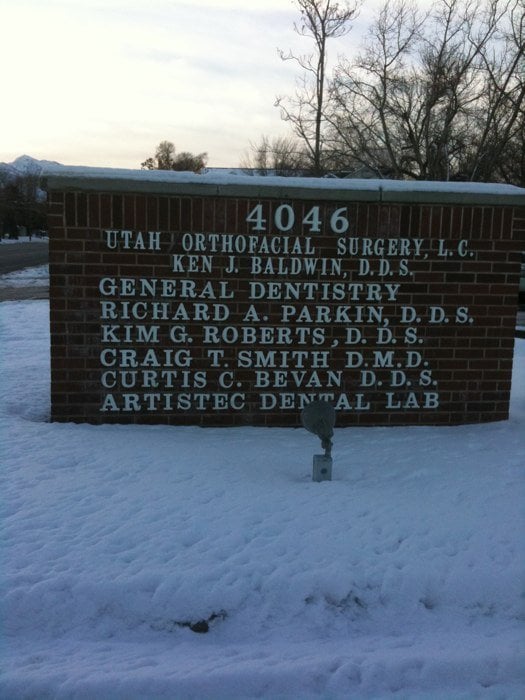 4046
UTAH ORTHOFACIAL SURGERY, L.C.
KEN J. BALDWIN, D.D.S.
GENERAL DENTISTRY
RICHARD A. PARKIN, D.D.S.
KIM G. ROBERTS, D.D.S.
CRAIG T. SMITH D.M.D.
CURTIS C. BEVAN D.D.S.
ARTISTEC DENTAL LAB